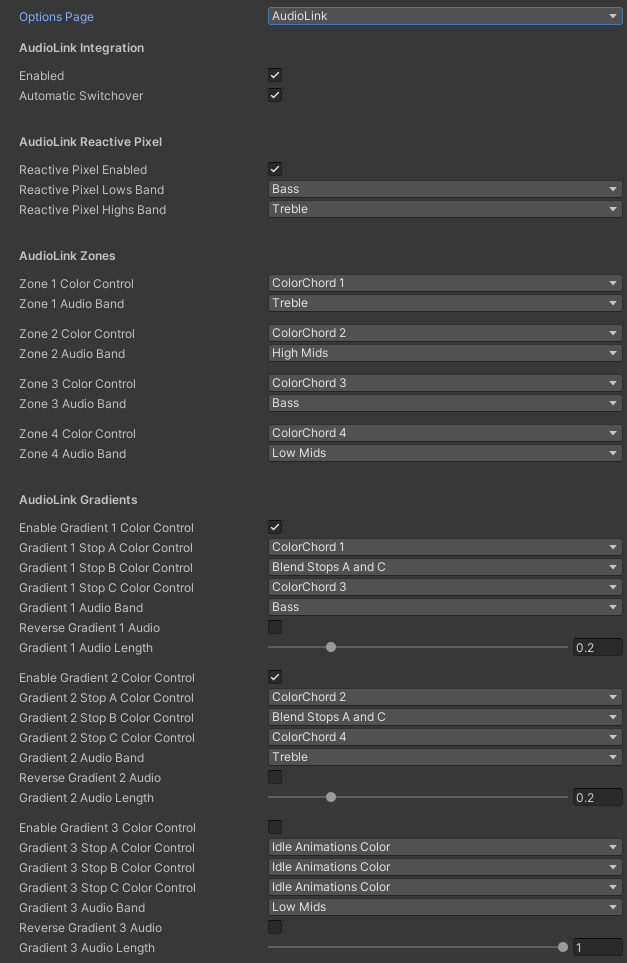 Options Page AudioLink
AudioLink Integration
Enabled
Automatic Switchover
AudioLink Reactive Pixel
Reactive Pixel Enabled
Reactive Pixel Lows Band Bass
Reactive Pixel Highs Band Treble
AudioLink Zones
Zone 1 Color Control ColorChord 1
Zone 1 Audio Band Treble
Zone 2 Color Control ColorChord 2
Zone 2 Audio Band High Mids
Zone 3 Color Control ColorChord 3
Zone 3 Audio Band Bass
Zone 4 Color Control ColorChord 4
Zone 4 Audio Band Low Mids
AudioLink Gradients
Enable Gradient 1 Color Control
Gradient 1 Stop A Color Control ColorChord 1
Gradient 1 Stop B Color Control Blend Stops A and C
Gradient 1 Stop C Color Control ColorChord 3
Gradient 1 Audio Band Bass
Reverse Gradient 1 Audio
Gradient 1 Audio Length 0.2
Enable Gradient 2 Color Control
Gradient 2 Stop A Color Control ColorChord 2
Gradient 2 Stop B Color Control Blend Stops A and C
Gradient 2 Stop C Color Control ColorChord 4
Gradient 2 Audio Band Treble
Reverse Gradient 2 Audio
Gradient 2 Audio Length 0.2
Enable Gradient 3 Color Control
Gradient 3 Stop A Color Control Idle Animations Color
Gradient 3 Stop B Color Control Idle Animations Color
Gradient 3 Stop C Color Control Idle Animations Color
Gradient 3 Audio Band Low Mids
Reverse Gradient 3 Audio
Gradient 3 Audio Length 1